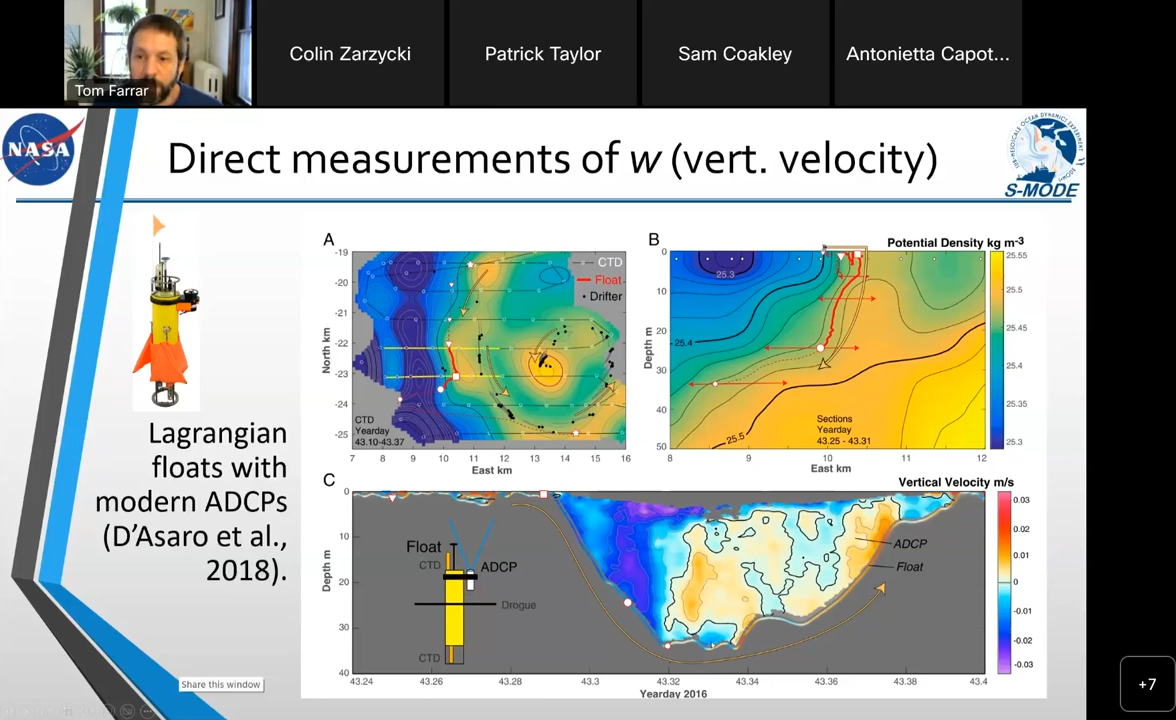 Tom Farrar
Colin Zarzycki
Patrick Taylor
Sam Coakley
Antonietta Capot...
NASA
Direct measurements of w (vert. velocity)
S-MODE
Lagrangian
floats with
modern ADCPs
(D'Asaro et al.,
2018).
A
-19
-20
-21
-22
-23
-24
-25
North km
CTD
Float
Drifter
CTD
Yearday
43.10-43.37
7 8 9 10 11 12 13 14 15 16
East km
B
Potential Density kg m-3
0
10
20
30
40
50
Depth m
25.3
25.4
25.5
Sections
Yearday
43.25 - 43.31
8 9 10 11 12
East km
25.55
25.5
25.45
25.4
25.35
25.3
C
Vertical Velocity m/s
0
10
20
30
40
Depth m
Float
CTD
ADCP
Drogue
CTD
ADCP
Float
43.24 43.26 43.28 43.3 43.32 43.34 43.36 43.38 43.4
Yearday 2016
0.03
0.02
0.01
0
-0.01
-0.02
-0.03
Share this window
+7